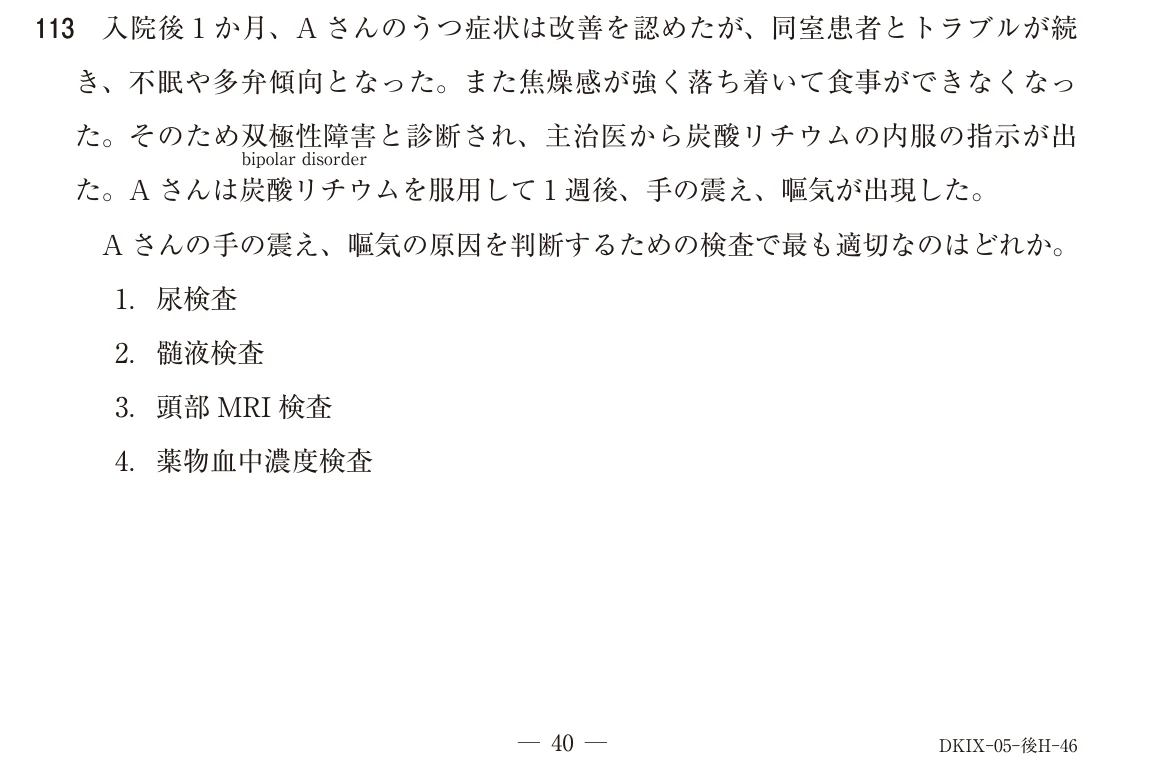 113 入院後１か月、A さんのうつ症状は改善を認めたが、同室患者とトラブルが続
き、不眠や多弁傾向となった。また焦燥感が強く落ち着いて食事ができなくなっ
た。そのため双極性障害と診断され、主治医から炭酸リチウムの内服の指示が出
bipolar disorder
た。A さんは炭酸リチウムを服用して１週後、手の震え、嘔気が出現した。
A さんの手の震え、嘔気の原因を判断するための検査で最も適切なのはどれか。
1. 尿検査
2. 髄液検査
3. 頭部 MRI 検査
4. 薬物血中濃度検査
― 40 ―
DKIX-05-後H-46